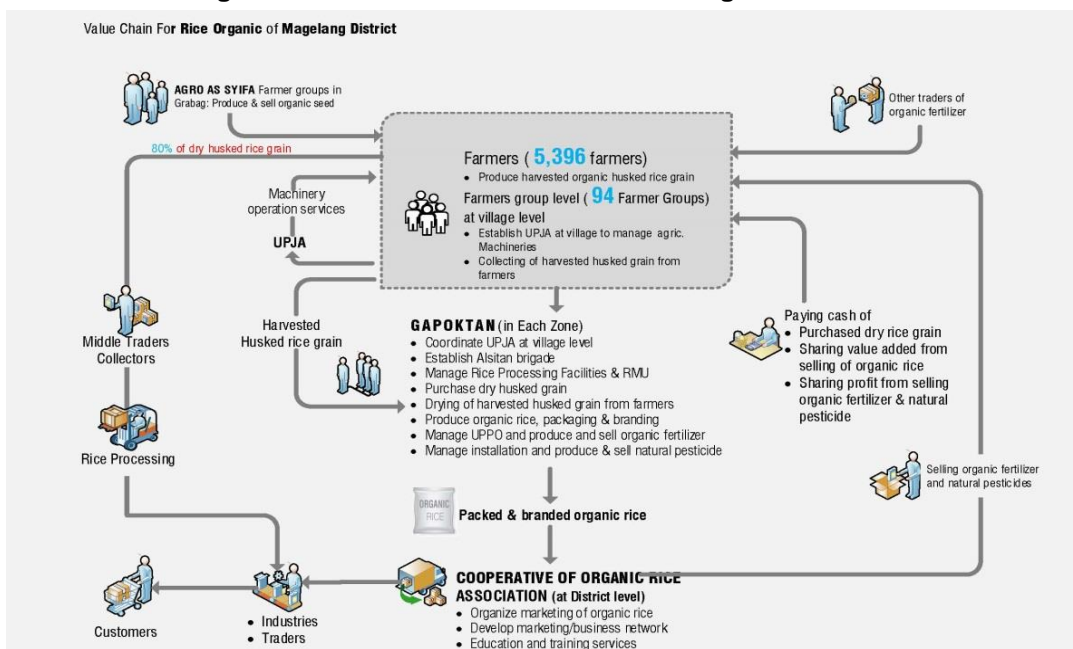 Value Chain For Rice Organic of Magelang District
AGRO AS SYIFA Farmer groups in
Grabag: Produce & sell organic seed
Other traders of
organic fertilizer
80% of dry husked rice grain
Farmers ( 5,396 farmers)
• Produce harvested organic husked rice grain
Farmers group level ( 94 Farmer Groups)
at village level
• Establish UPJA at village to manage agric.
Machineries
• Collecting of harvested husked grain from
farmers
Machinery
operation services
UPJA
Middle Traders
Collectors
Harvested
Husked rice grain
GAPOKTAN (in Each Zone)
• Coordinate UPJA at village level
• Establish Alsitan brigade
• Manage Rice Processing Facilities & RMU
• Purchase dry husked grain
• Drying of harvested husked grain from farmers
• Produce organic rice, packaging & branding
• Manage UPPO and produce and sell organic fertilizer
• Manage installation and produce & sell natural pesticide
Paying cash of
• Purchased dry rice grain
• Sharing value added from
selling of organic rice
• Sharing profit from selling
organic fertilizer & natural
pesticide
Rice Processing
Selling organic fertilizer
and natural pesticides
ORGANIC
RICE
Packed & branded organic rice
COOPERATIVE OF ORGANIC RICE
ASSOCIATION (at District level)
• Organize marketing of organic rice
• Develop marketing/business network
• Education and training services
Customers
• Industries
• Traders